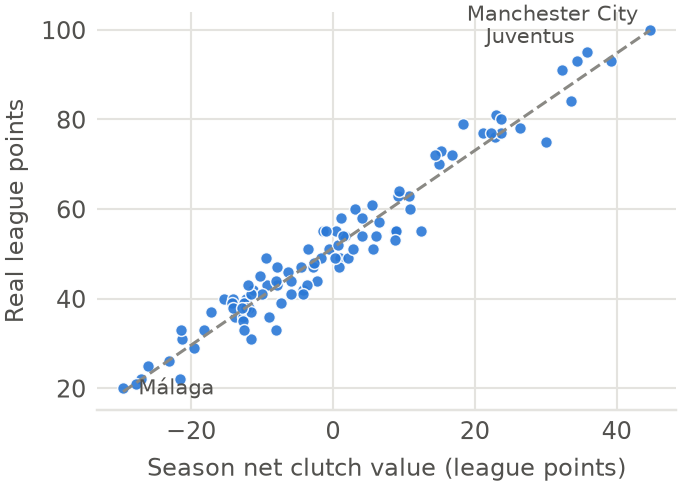 Manchester City
Juventus
Málaga
100
80
60
40
20
−20
0
20
40
Real league points
Season net clutch value (league points)